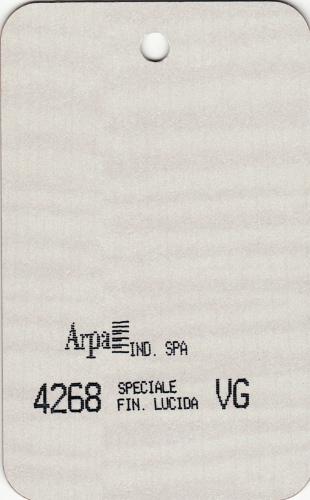 Arpa IND. SPA
4268 SPECIALE FIN. LUCIDA VG